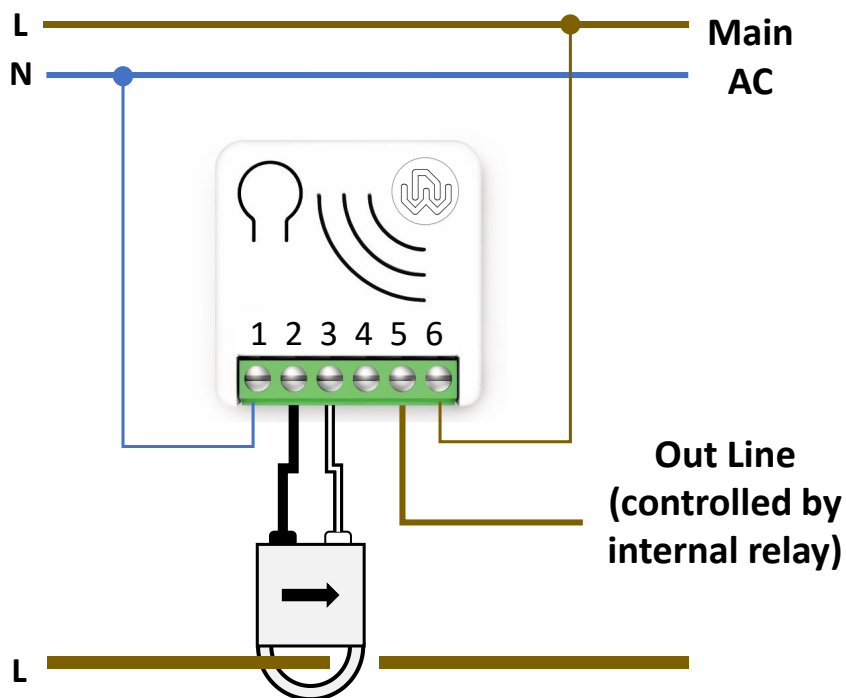 L
Main
N
AC
1 2 3 4 5 6
Out Line
(controlled by
internal relay)
L